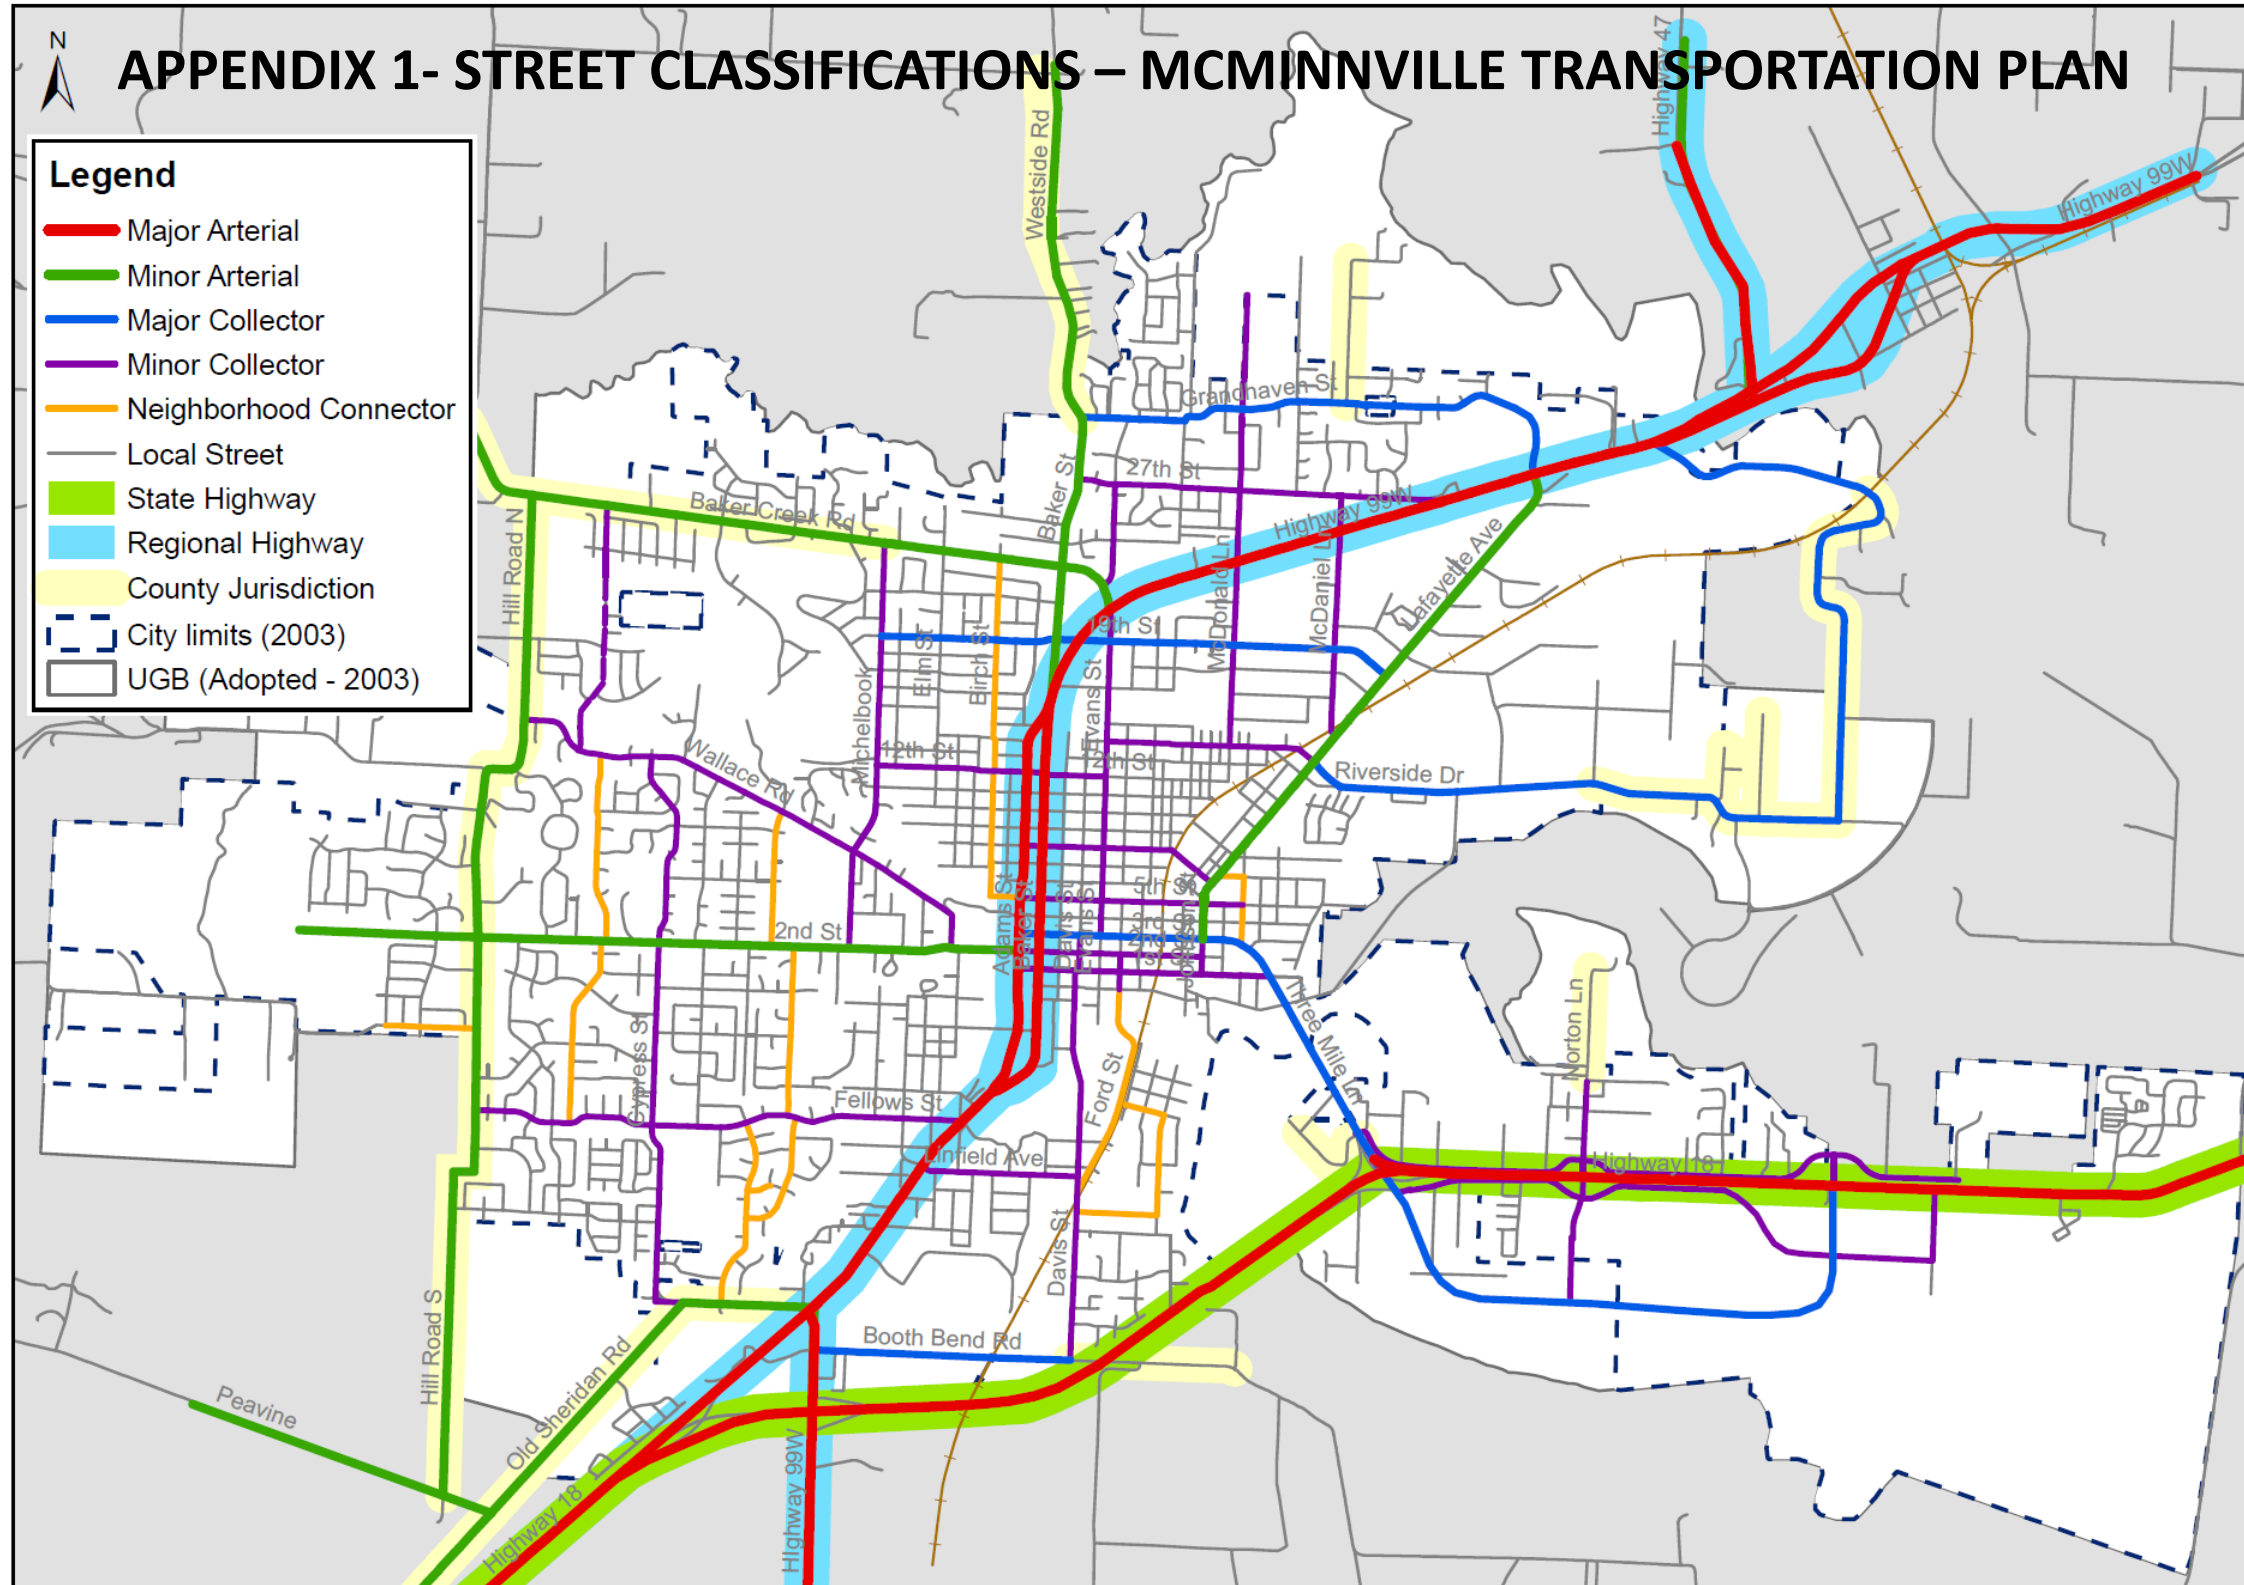 N
APPENDIX 1- STREET CLASSIFICATIONS – MCMINNVILLE TRANSPORTATION PLAN
Legend
Major Arterial
Minor Arterial
Major Collector
Minor Collector
Neighborhood Connector
Local Street
State Highway
Regional Highway
County Jurisdiction
City limits (2003)
UGB (Adopted - 2003)
Westside Rd
Highway 47
Highway 99W
Grandhaven St
27th St
Baker St
Baker Creek Rd
Hill Road N
Highway 99W
McDonald Ln
McDaniel Ln
Lafayette Ave
19th St
Elm St
Birch St
Michelbook
Evans St
12th St
12th St
Wallace Rd
Riverside Dr
Adams St
Baker St
Davis St
Evans St
5th St
3rd St
2nd
1st
Johnson St
2nd St
Three Mile Ln
Norton Ln
Cypress St
Ford St
Fellows St
Linfield Ave
Highway 18
Davis St
Booth Bend Rd
Hill Road S
Old Sheridan Rd
Peavine
Highway 18
Highway 99W